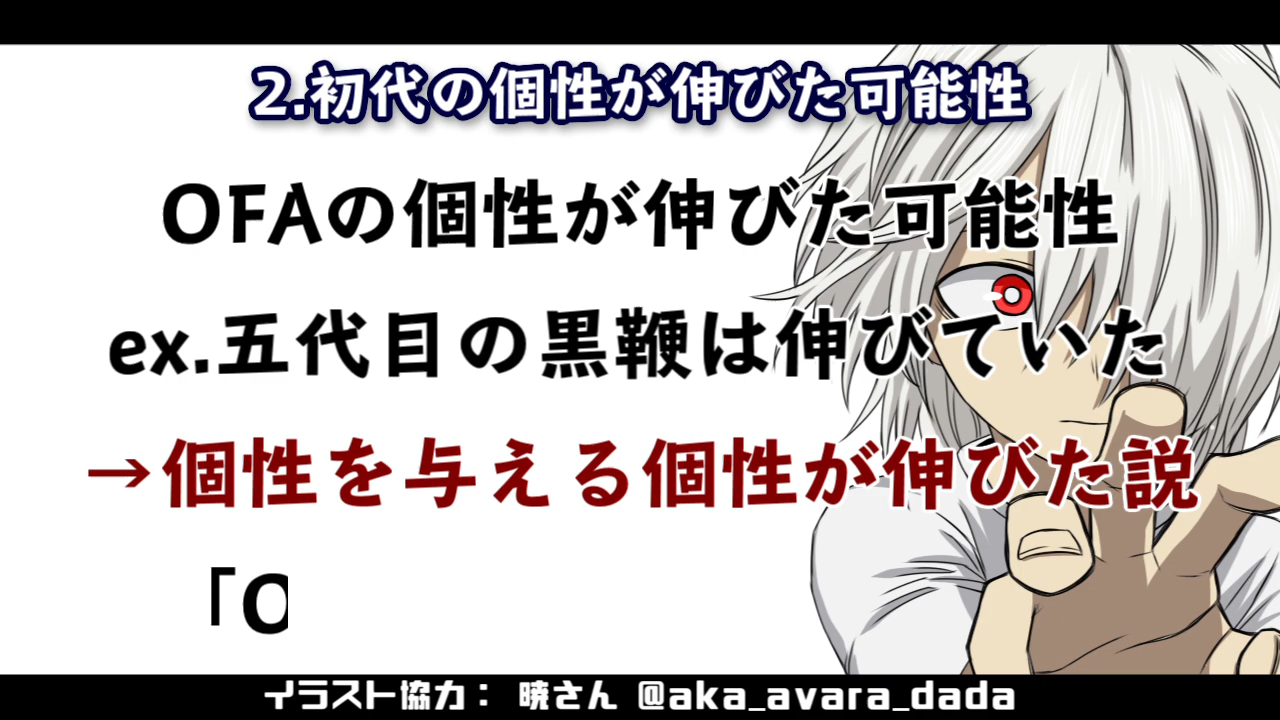 2.初代の個性が伸びた可能性
OFAの個性が伸びた可能性
ex.五代目の黒鞭は伸びていた
→個性を与える個性が伸びた説
「O
イラスト協力： 暁さん @aka_avara_dada